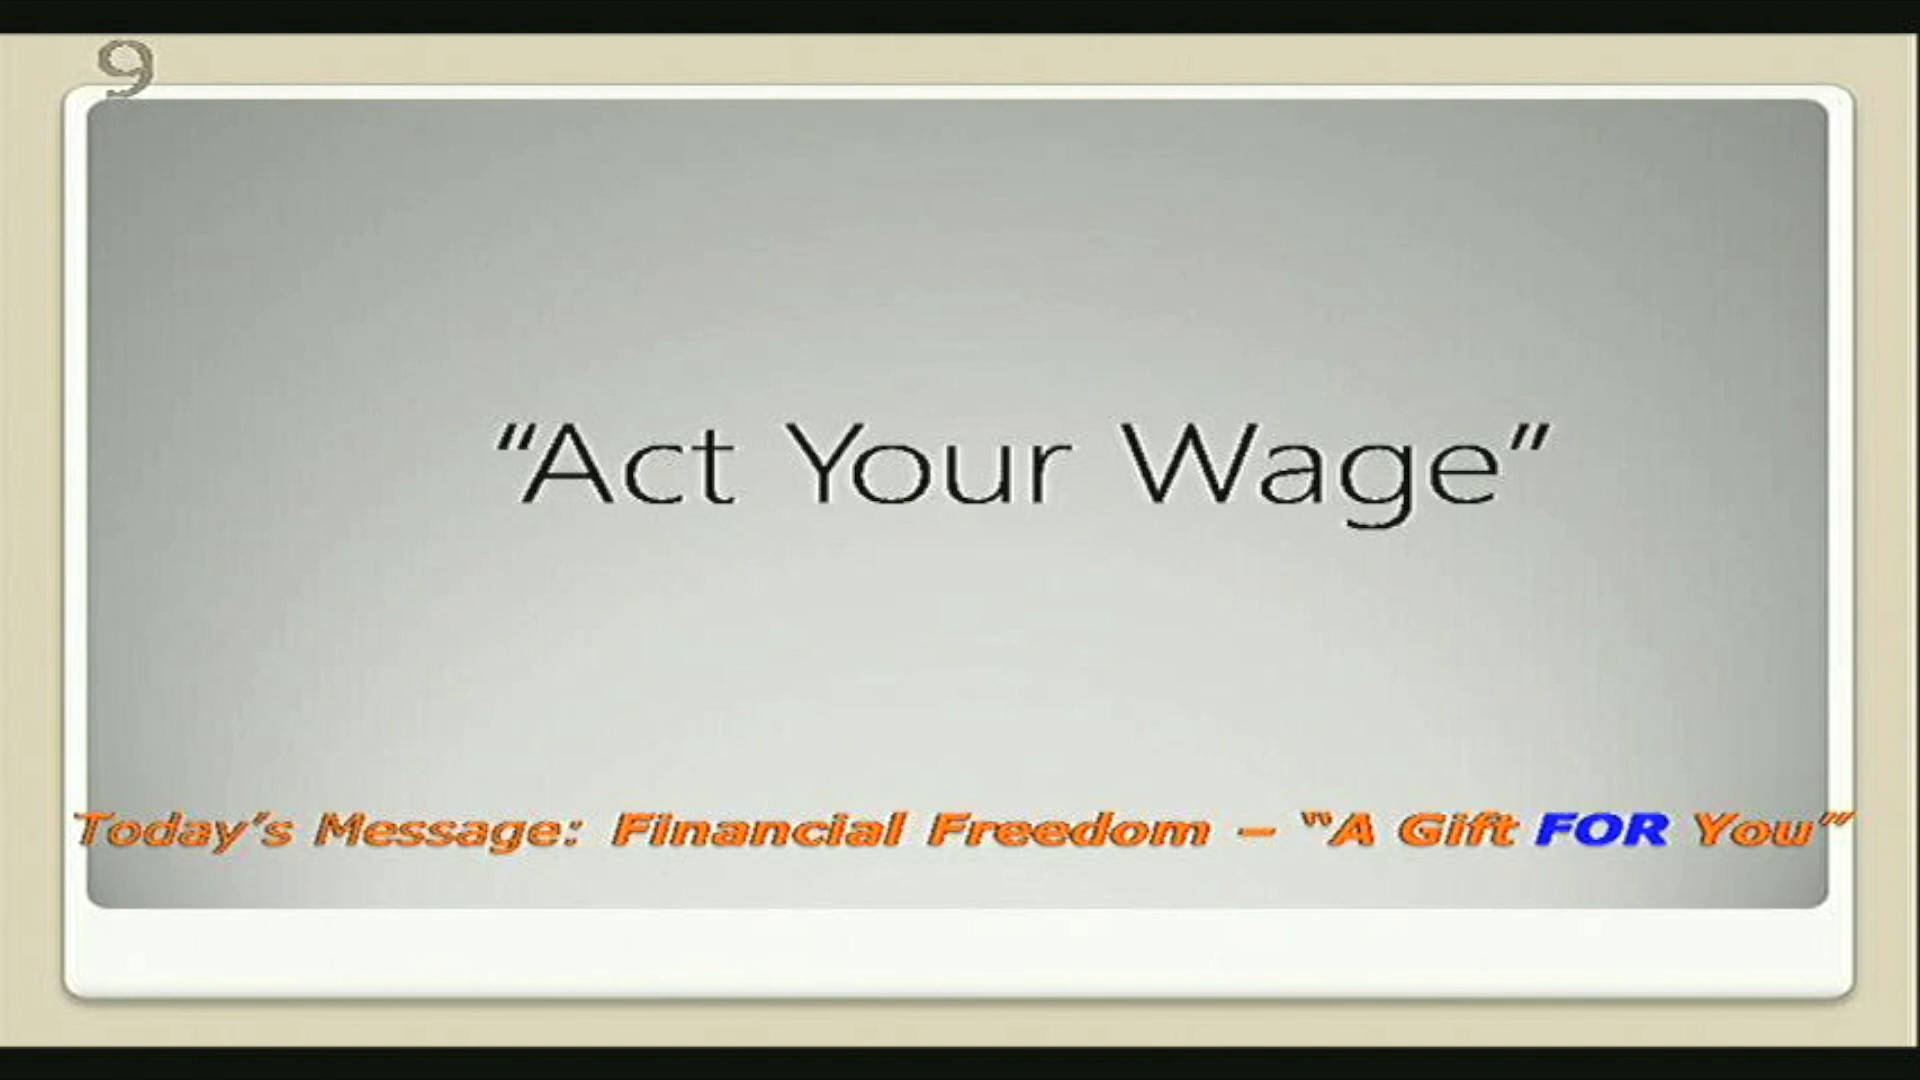 9
“Act Your Wage”
Today’s Message: Financial Freedom – “A Gift FOR You”